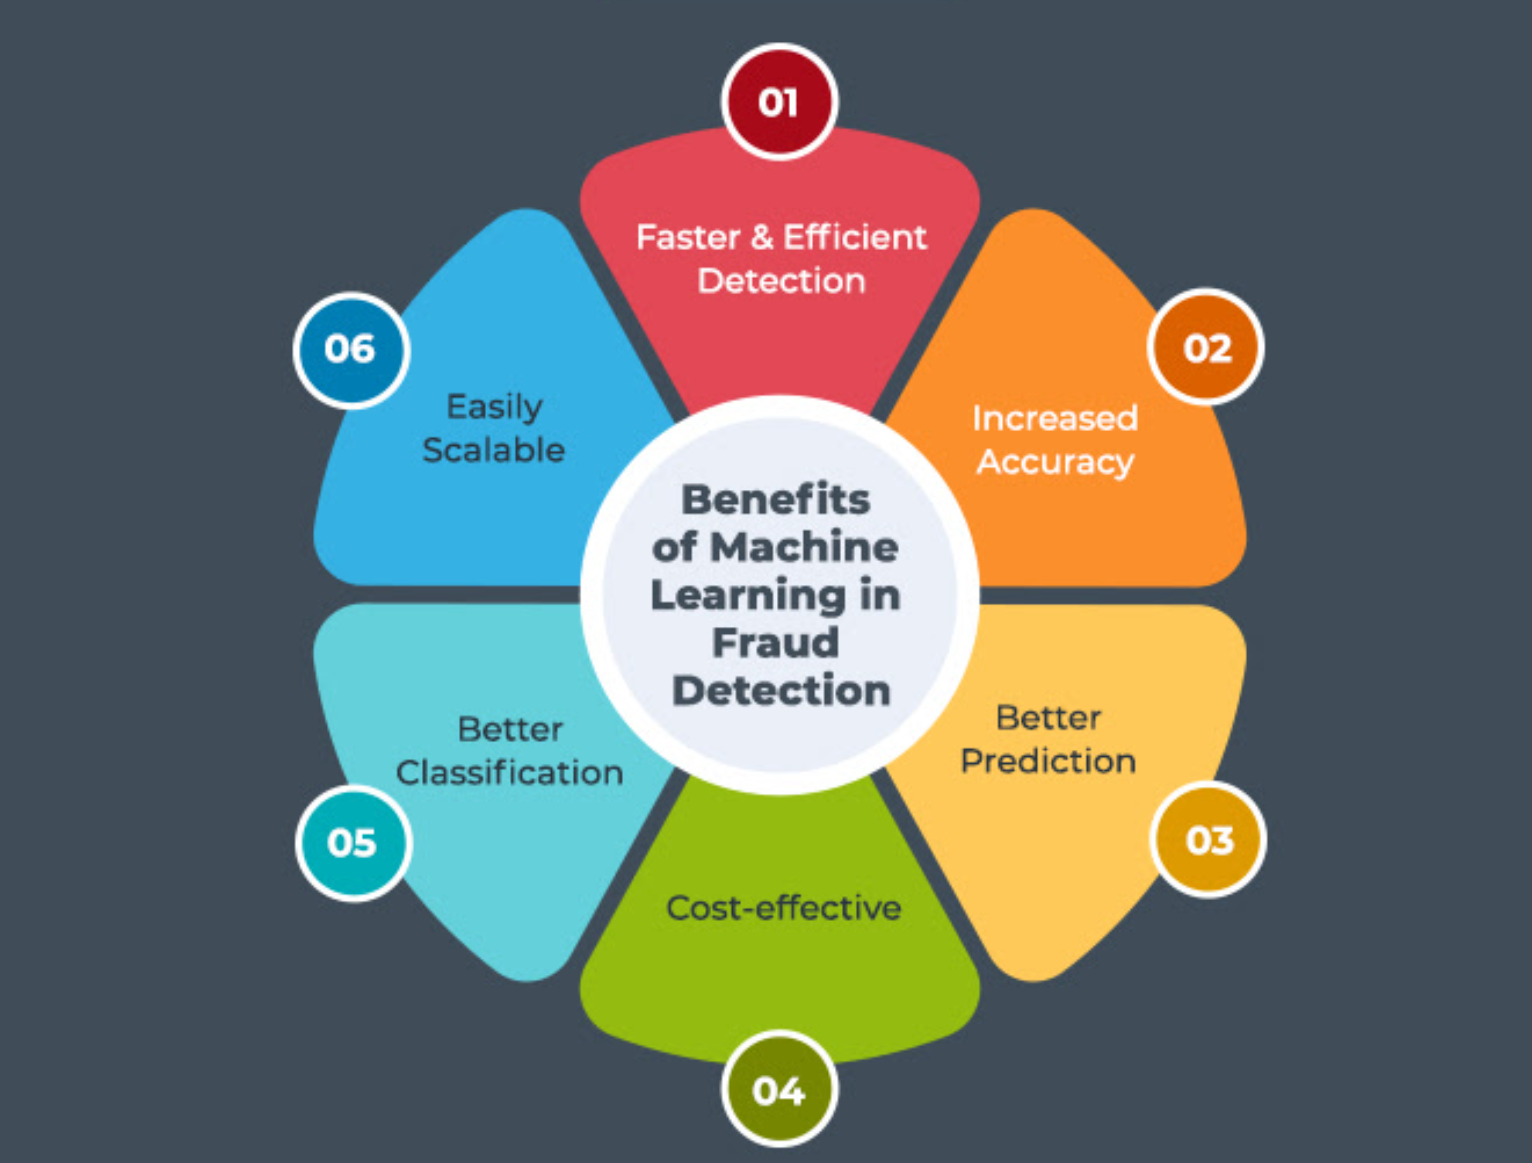 Benefits
of Machine
Learning in
Fraud
Detection
01
Faster & Efficient
Detection
02
Increased
Accuracy
03
Better
Prediction
04
Cost-effective
05
Better
Classification
06
Easily
Scalable